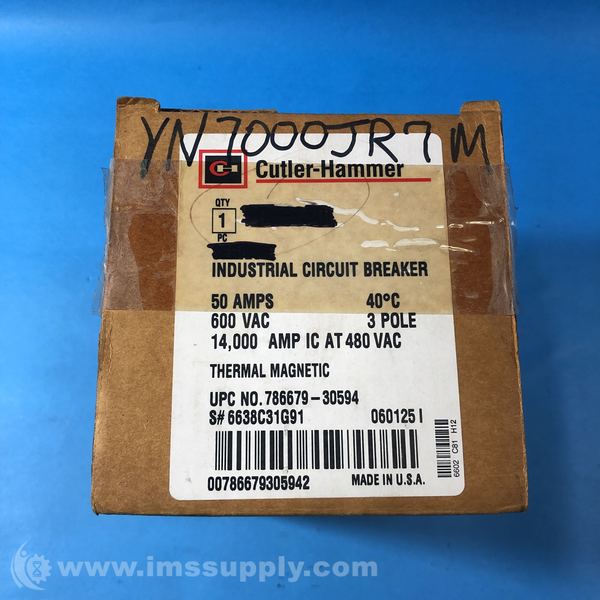 YN7000JR7M
CH
Cutler-Hammer
QTY
1
PC
INDUSTRIAL CIRCUIT BREAKER
50 AMPS 40°C
600 VAC 3 POLE
14,000 AMP IC AT 480 VAC
THERMAL MAGNETIC
UPC NO. 786679-30594
S# 6638C31G91 060125 I
00786679305942 MADE IN U.S.A.
6602 C81 H12
www.imssupply.com